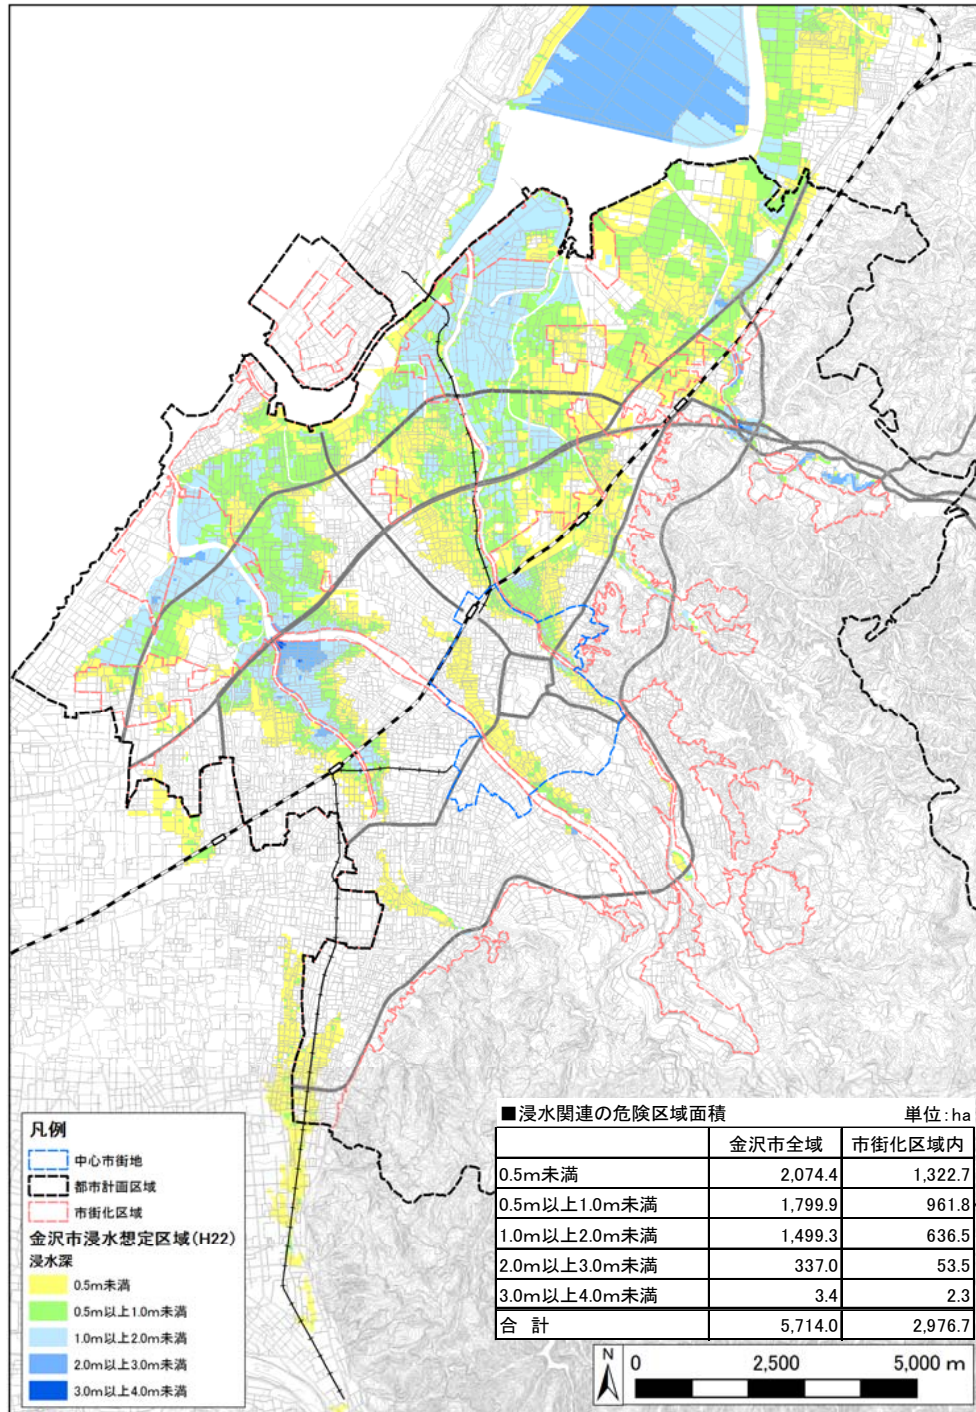 凡例
中心市街地
都市計画区域
市街化区域
金沢市浸水想定区域(H22)
浸水深
0.5m未満
0.5m以上1.0m未満
1.0m以上2.0m未満
2.0m以上3.0m未満
3.0m以上4.0m未満
■浸水関連の危険区域面積 単位:ha
金沢市全域 市街化区域内
0.5m未満 2,074.4 1,322.7
0.5m以上1.0m未満 1,799.9 961.8
1.0m以上2.0m未満 1,499.3 636.5
2.0m以上3.0m未満 337.0 53.5
3.0m以上4.0m未満 3.4 2.3
合 計 5,714.0 2,976.7
N 0 2,500 5,000 m